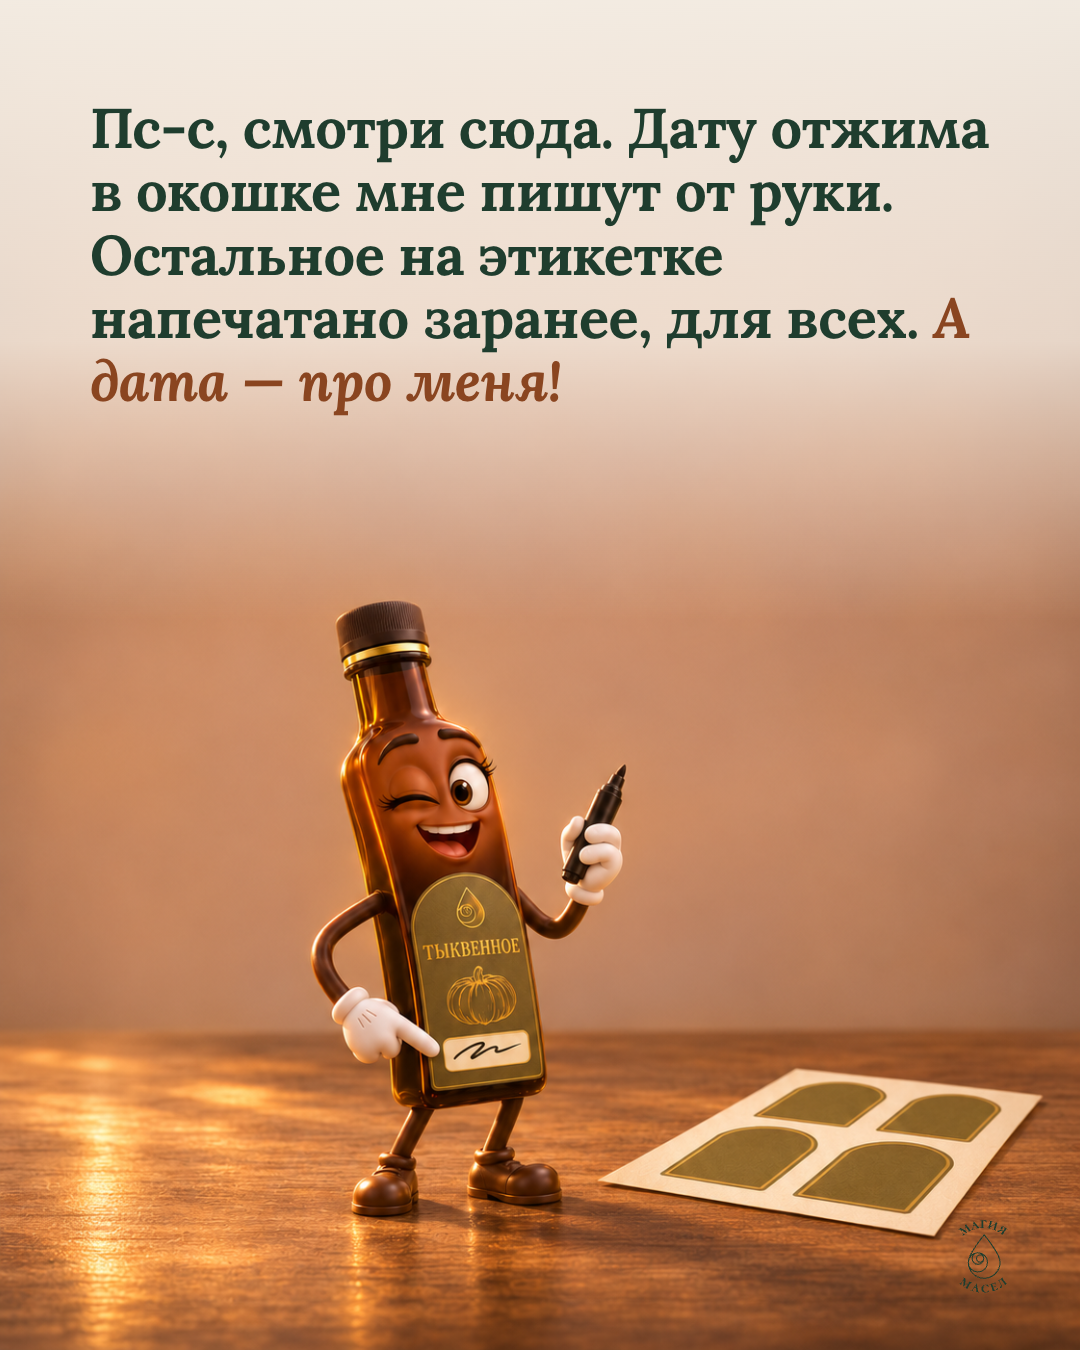 Пс-с, смотри сюда. Дату отжима
в окошке мне пишут от руки.
Остальное на этикетке
напечатано заранее, для всех. А
дата — про меня!
ТЫКВЕННОЕ
МАГИЯ
МАСЕЛ